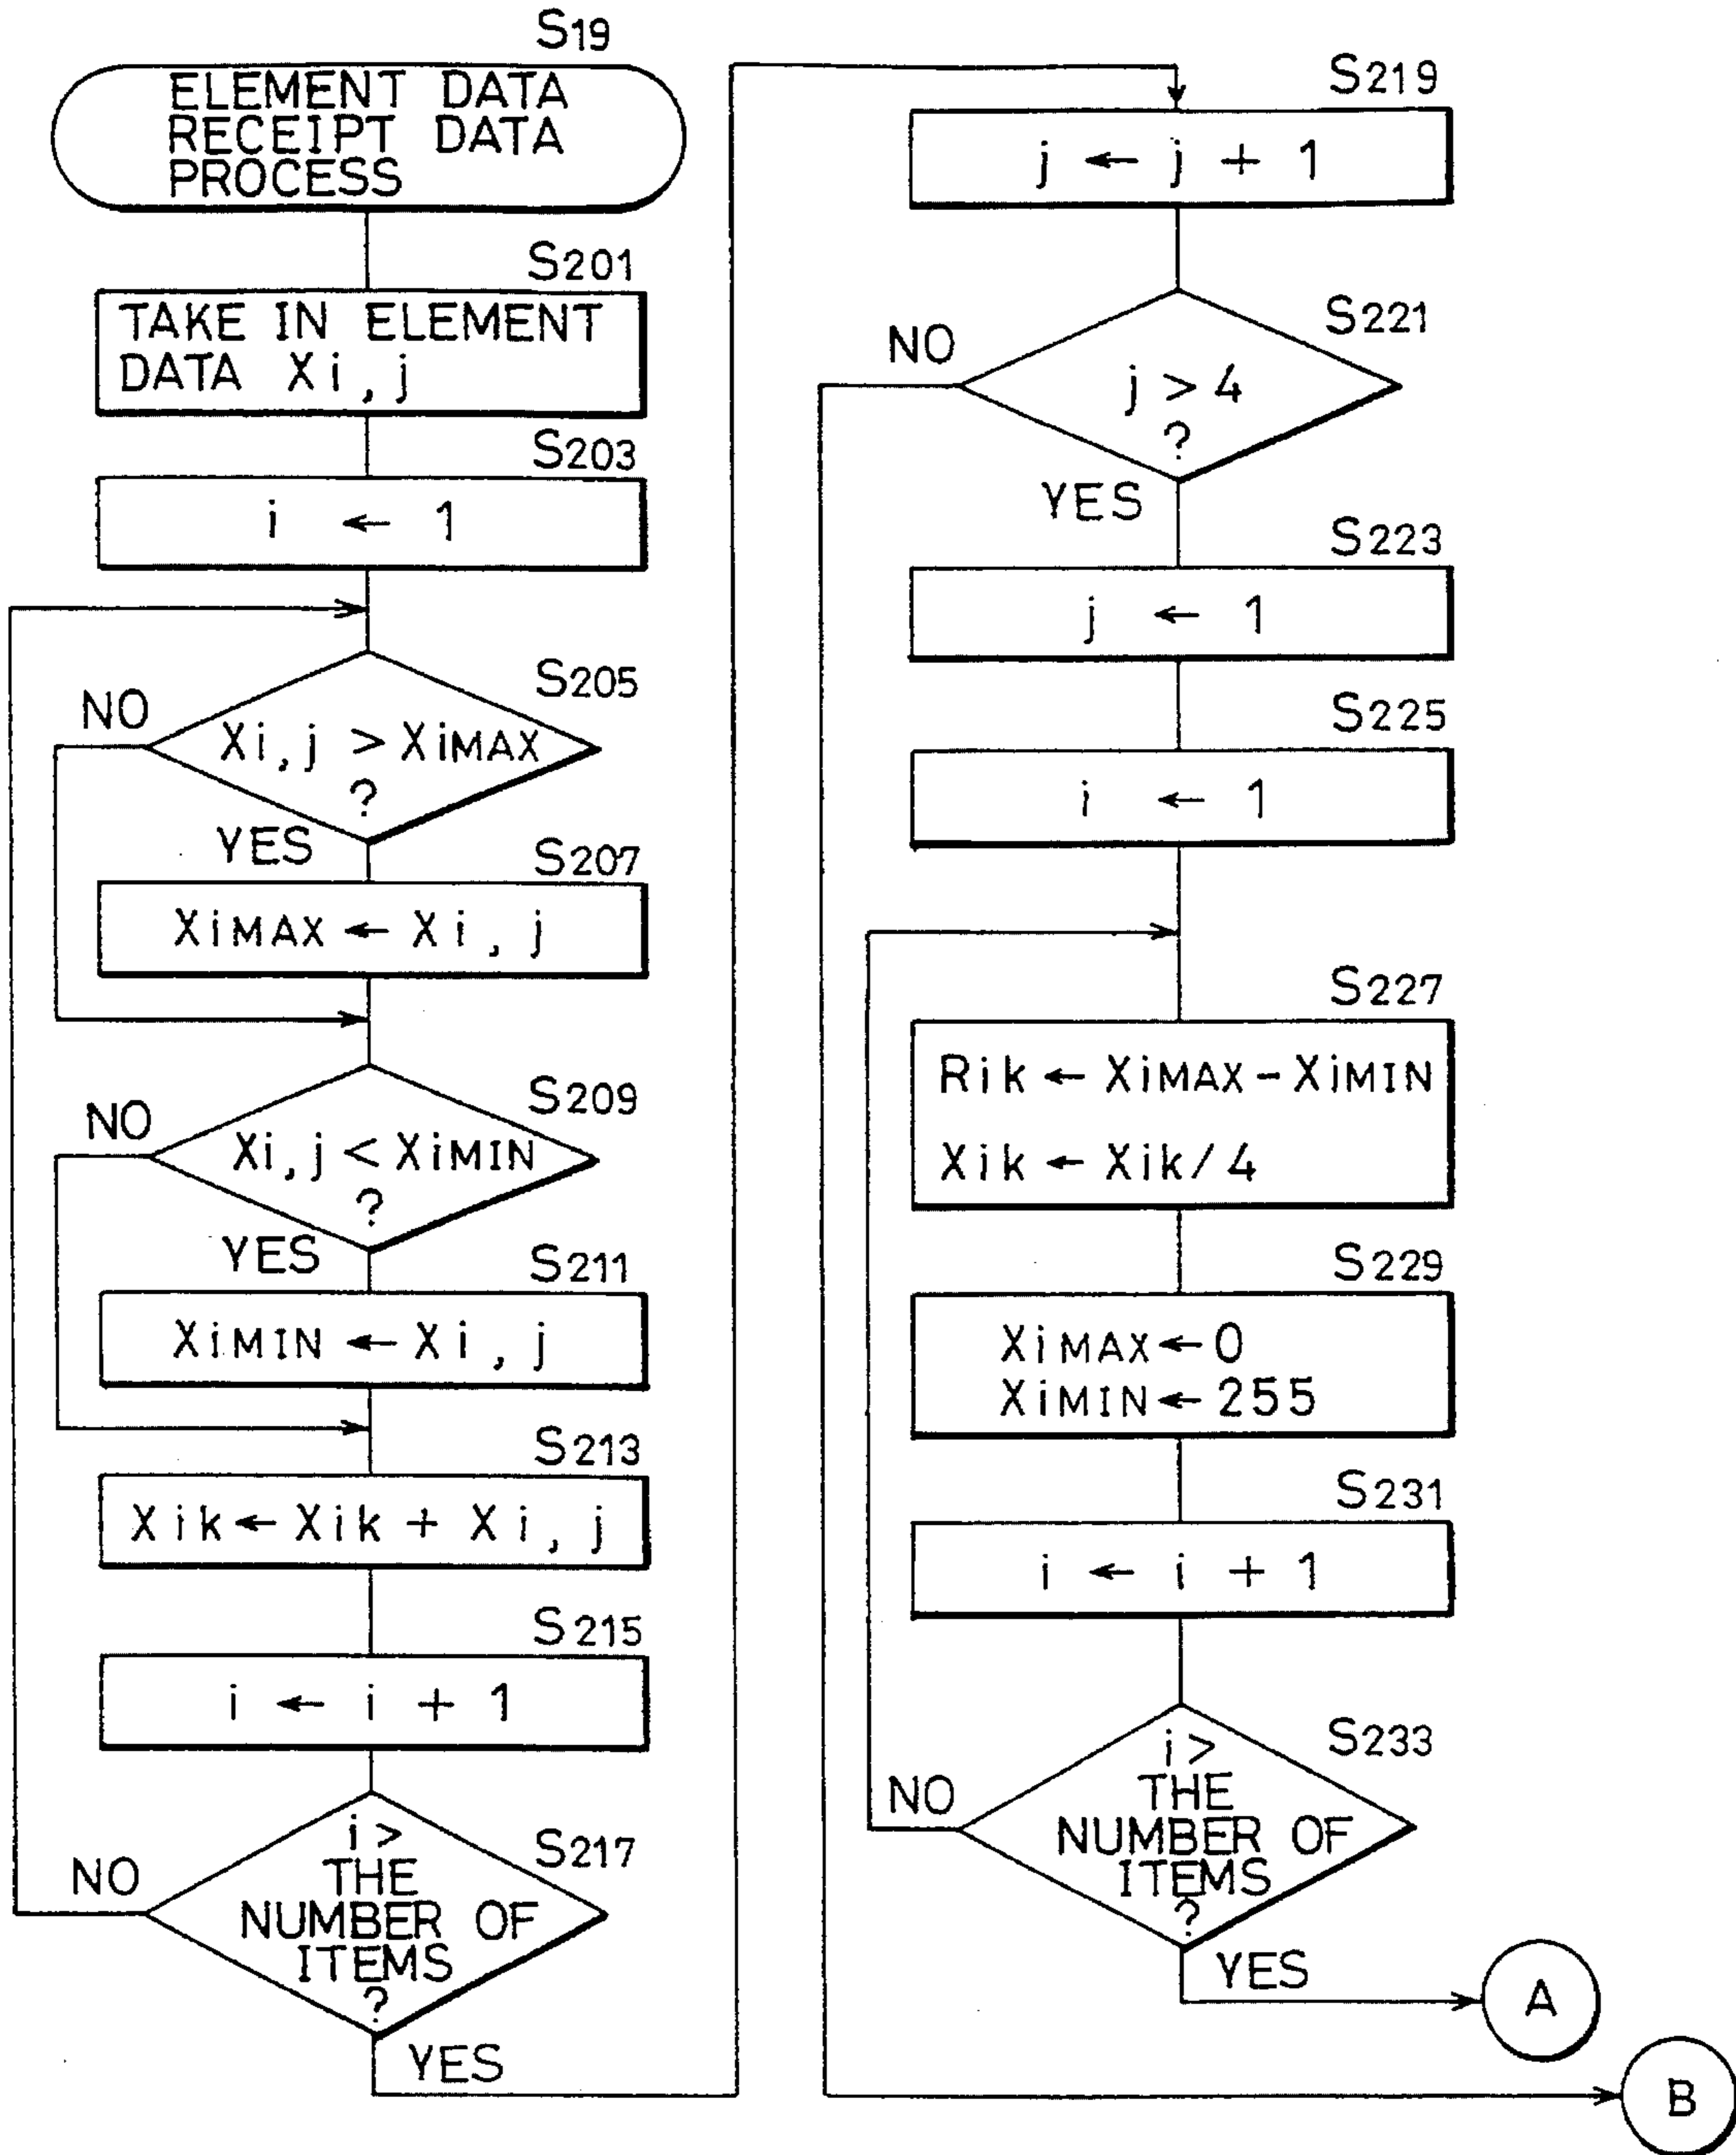 S19
ELEMENT DATA
RECEIPT DATA
PROCESS
S201
TAKE IN ELEMENT
DATA Xi, j
S203
i ← 1
S205
NO
Xi, j > XiMAX
?
YES
S207
XiMAX ← Xi, j
S209
NO
Xi, j < XiMIN
?
YES
S211
XiMIN ← Xi, j
S213
Xik ← Xik + Xi, j
S215
i ← i + 1
S217
NO
i >
THE
NUMBER OF
ITEMS
?
YES
S219
j ← j + 1
S221
NO
j > 4
?
YES
S223
j ← 1
S225
i ← 1
S227
Rik ← XiMAX - XiMIN
Xik ← Xik / 4
S229
XiMAX ← 0
XiMIN ← 255
S231
i ← i + 1
S233
NO
i >
THE
NUMBER OF
ITEMS
?
YES
A
B